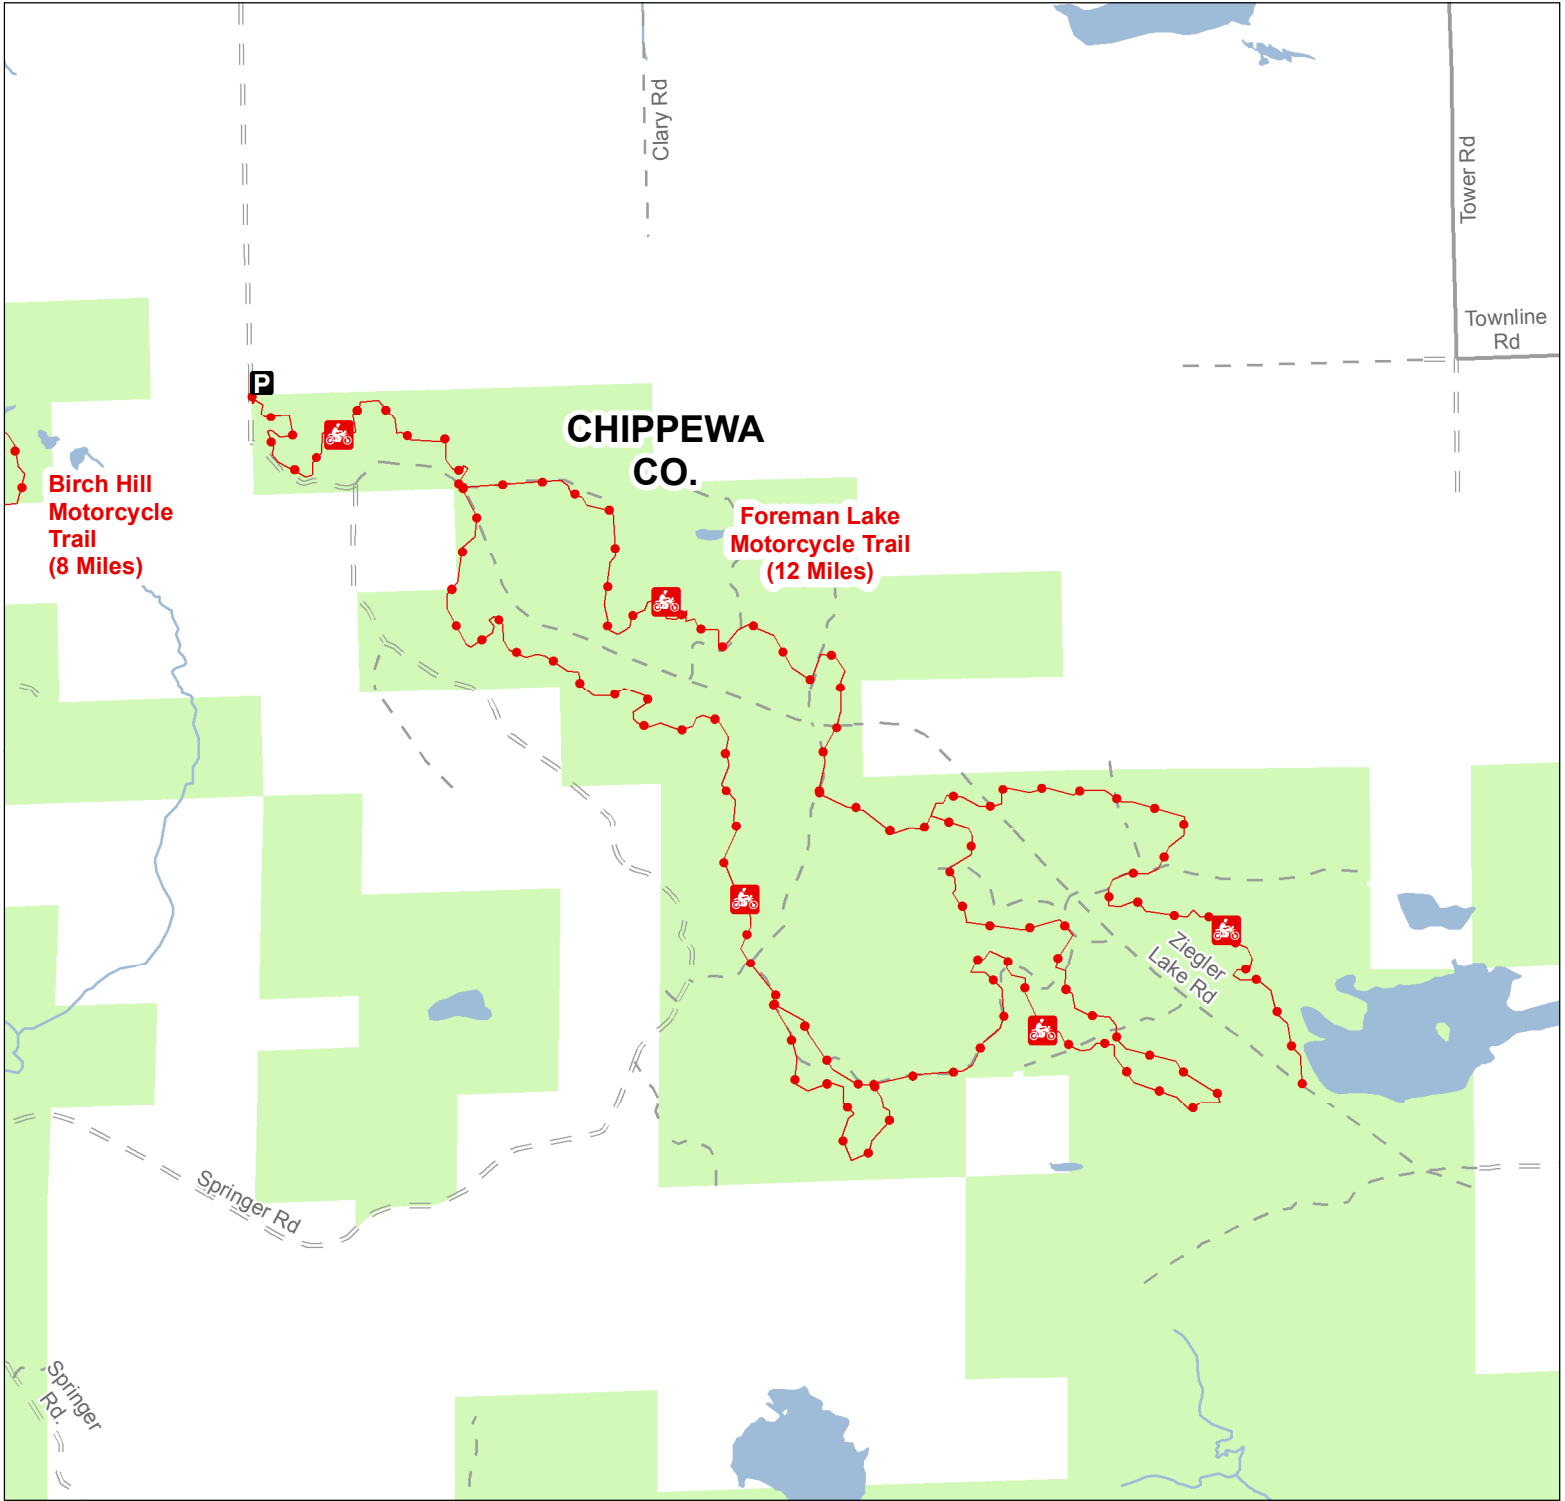 Clary Rd
Tower Rd
Townline
Rd
P
CHIPPEWA
CO.
Birch Hill
Motorcycle
Trail
(8 Miles)
Foreman Lake
Motorcycle Trail
(12 Miles)
Ziegler
Lake Rd
Springer Rd
Springer
Rd.